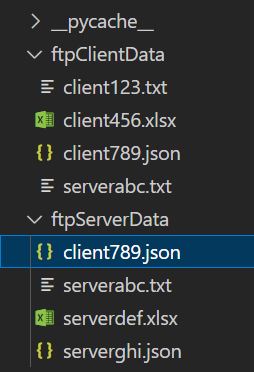 __pycache__
ftpClientData
client123.txt
client456.xlsx
client789.json
serverabc.txt
ftpServerData
client789.json
serverabc.txt
serverdef.xlsx
serverghi.json